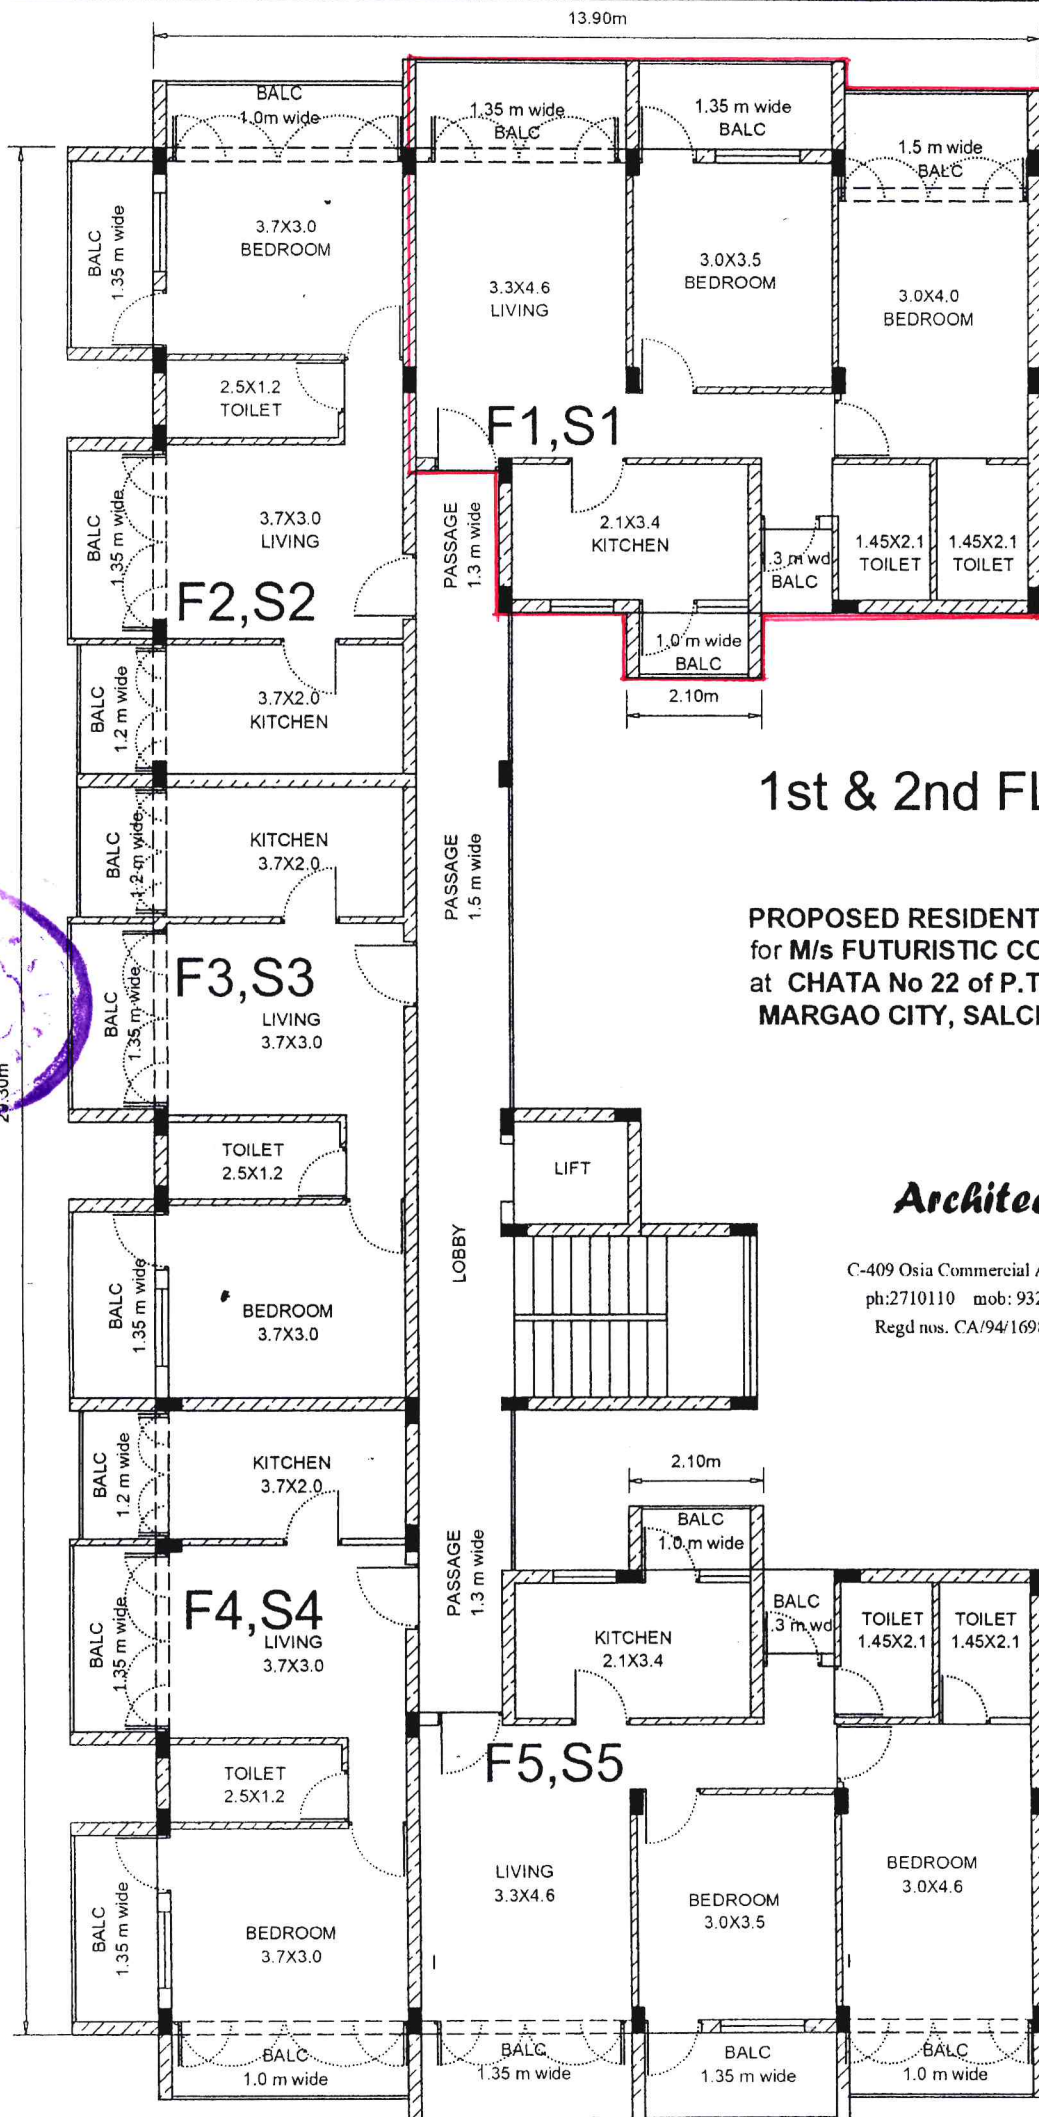 13.90m
BALC
1.0m wide
1.35 m wide
BALC
1.35 m wide
BALC
1.5 m wide
BALC
BALC
1.35 m wide
3.7X3.0
BEDROOM
3.3X4.6
LIVING
3.0X3.5
BEDROOM
3.0X4.0
BEDROOM
2.5X1.2
TOILET
F1,S1
BALC
1.35 m wide
3.7X3.0
LIVING
PASSAGE
1.3 m wide
2.1X3.4
KITCHEN
.3 m wd
BALC
1.45X2.1
TOILET
1.45X2.1
TOILET
F2,S2
1.0 m wide
BALC
2.10m
BALC
1.2 m wide
3.7X2.0
KITCHEN
1st & 2nd FL
BALC
1.2 m wide
KITCHEN
3.7X2.0
PASSAGE
1.5 m wide
PROPOSED RESIDENT
for M/s FUTURISTIC CO
at CHATA No 22 of P.T
MARGAO CITY, SALC
F3,S3
BALC
1.35 m wide
LIVING
3.7X3.0
.30m
TOILET
2.5X1.2
LIFT
Architec
LOBBY
C-409 Osia Commercial A
ph:2710110 mob: 932
Regd nos. CA/94/1698
BALC
1.35 m wide
BEDROOM
3.7X3.0
BALC
1.2 m wide
KITCHEN
3.7X2.0
2.10m
BALC
1.0 m wide
PASSAGE
1.3 m wide
F4,S4
BALC
1.35 m wide
LIVING
3.7X3.0
KITCHEN
2.1X3.4
BALC
.3 m wd
TOILET
1.45X2.1
TOILET
1.45X2.1
F5,S5
TOILET
2.5X1.2
LIVING
3.3X4.6
BEDROOM
3.0X3.5
BEDROOM
3.0X4.6
BALC
1.35 m wide
BEDROOM
3.7X3.0
BALC
1.0 m wide
BALC
1.35 m wide
BALC
1.35 m wide
BALC
1.0 m wide